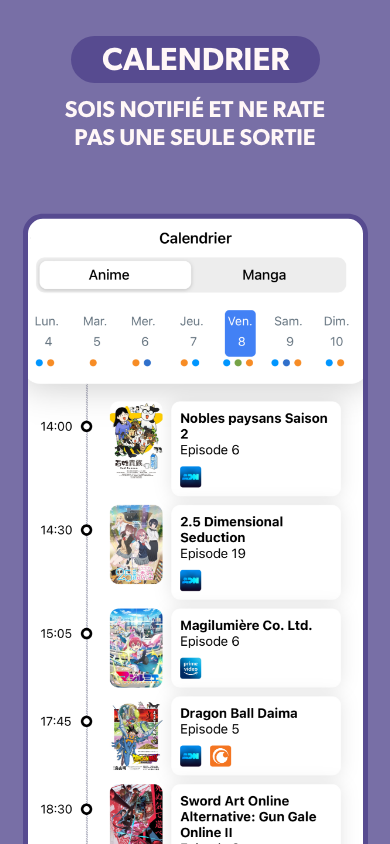 CALENDRIER
SOIS NOTIFIÉ ET NE RATE
PAS UNE SEULE SORTIE
Calendrier
Anime
Manga
Lun. Mar. Mer. Jeu. Ven. Sam. Dim.
4 5 6 7 8 9 10
14:00
Nobles paysans Saison
2
Episode 6
ADN
14:30
2.5 Dimensional
Seduction
Episode 19
ADN
15:05
Magilumière Co. Ltd.
Episode 6
prime
video
17:45
Dragon Ball Daima
Episode 5
ADN
18:30
Sword Art Online
Alternative: Gun Gale
Online II